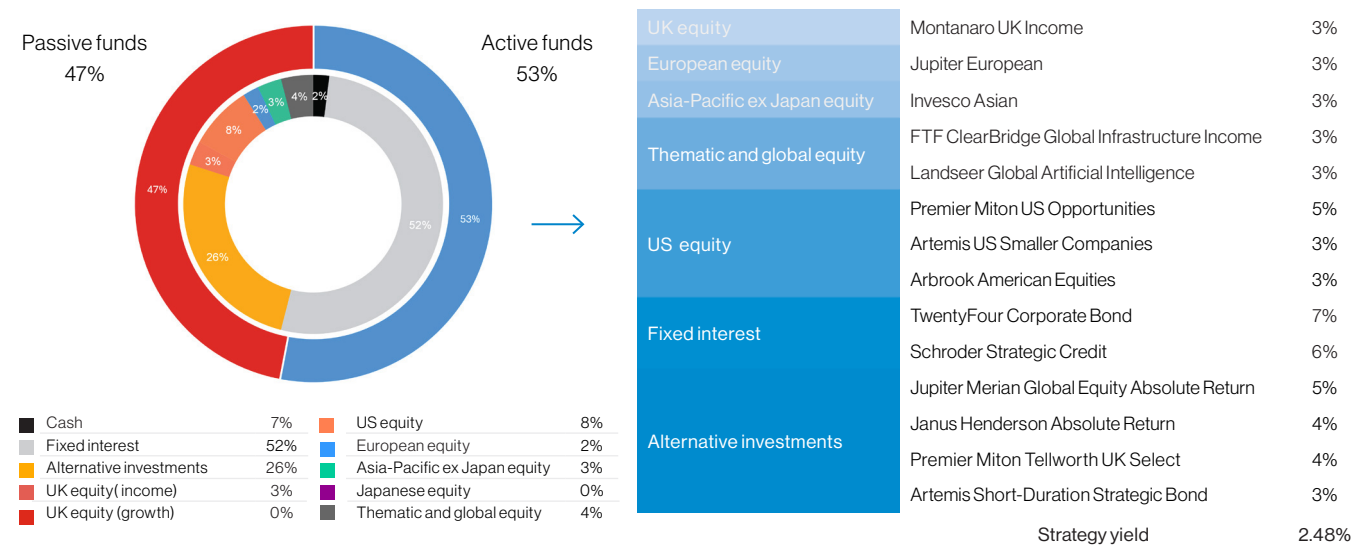 Passive funds
47%
Active funds
53%
4%
2%
3%
2%
8%
3%
47%
26%
52%
53%
Cash 7%
Fixed interest 52%
Alternative investments 26%
UK equity( income) 3%
UK equity (growth) 0%
US equity 8%
European equity 2%
Asia-Pacific ex Japan equity 3%
Japanese equity 0%
Thematic and global equity 4%
UK equity Montanaro UK Income 3%
European equity Jupiter European 3%
Asia-Pacific ex Japan equity Invesco Asian 3%
Thematic and global equity
FTF ClearBridge Global Infrastructure Income 3%
Landseer Global Artificial Intelligence 3%
US equity
Premier Miton US Opportunities 5%
Artemis US Smaller Companies 3%
Arbrook American Equities 3%
Fixed interest
TwentyFour Corporate Bond 7%
Schroder Strategic Credit 6%
Alternative investments
Jupiter Merian Global Equity Absolute Return 5%
Janus Henderson Absolute Return 4%
Premier Miton Tellworth UK Select 4%
Artemis Short-Duration Strategic Bond 3%
Strategy yield 2.48%